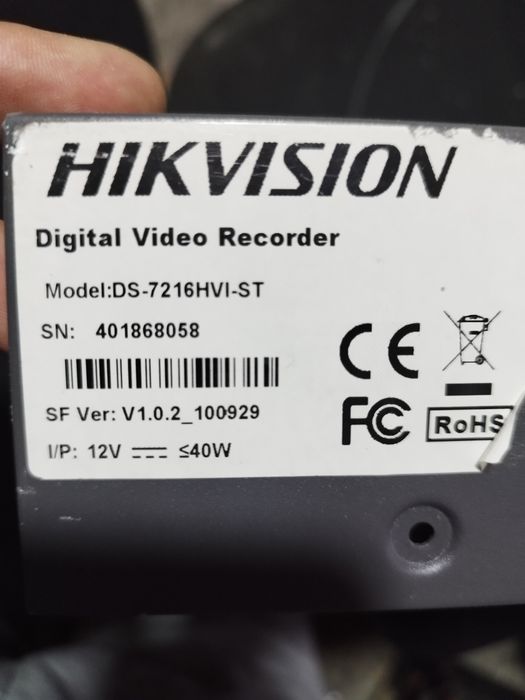 HIKVISION
Digital Video Recorder
Model:DS-7216HVI-ST
SN: 401868058
SF Ver: V1.0.2_100929
I/P: 12V ⎓ ≤40W
CE
FC
RoHS